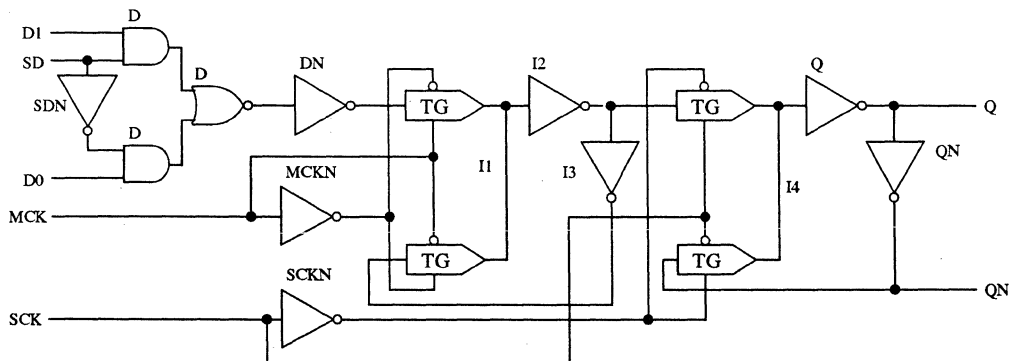 D
D1
SD
SDN
D
DN
D
D0
MCK
MCKN
SCK
SCKN
TG
TG
I1
I2
I3
TG
TG
I4
Q
Q
QN
QN